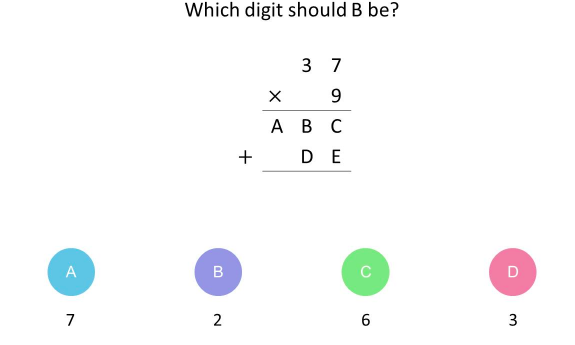 Which digit should B be?
3 7
× 9
A B C
+ D E
A B C D
7 2 6 3